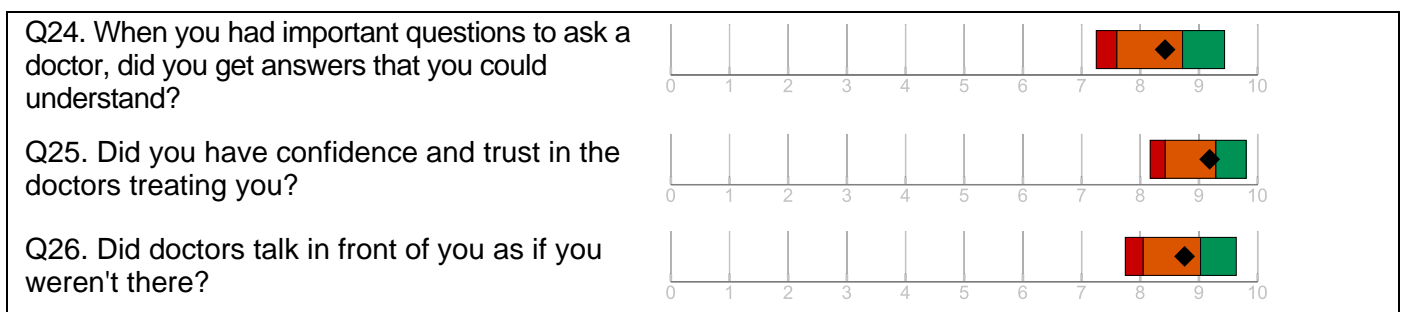 Q24. When you had important questions to ask a
doctor, did you get answers that you could
understand?
0 1 2 3 4 5 6 7 8 9 10
Q25. Did you have confidence and trust in the
doctors treating you?
0 1 2 3 4 5 6 7 8 9 10
Q26. Did doctors talk in front of you as if you
weren't there?
0 1 2 3 4 5 6 7 8 9 10